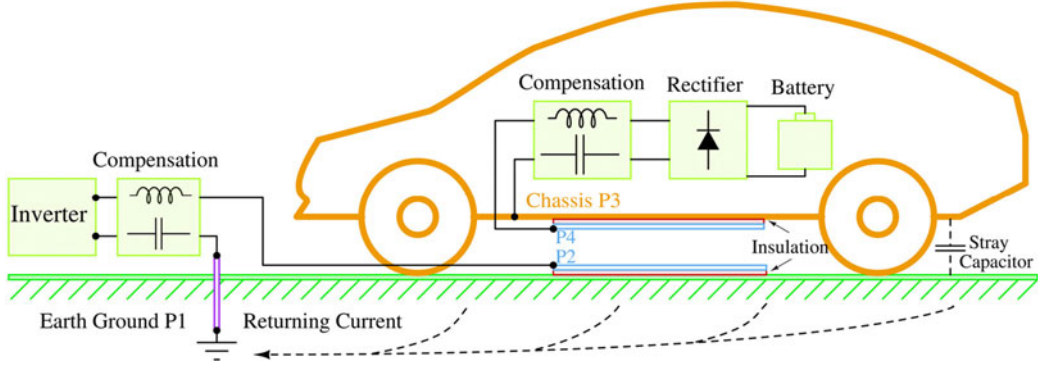 Compensation
Rectifier
Battery
Compensation
Inverter
Chassis P3
P4
P2
Insulation
Stray
Capacitor
Earth Ground P1
Returning Current